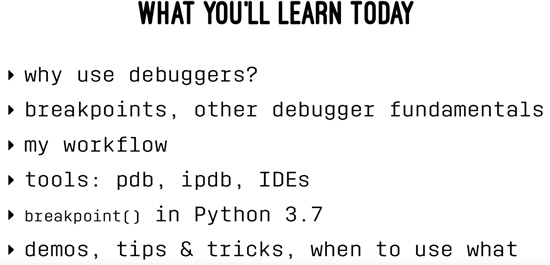 WHAT YOU'LL LEARN TODAY
‣ why use debuggers?
‣ breakpoints, other debugger fundamentals
‣ my workflow
‣ tools: pdb, ipdb, IDEs
‣ breakpoint() in Python 3.7
‣ demos, tips & tricks, when to use what